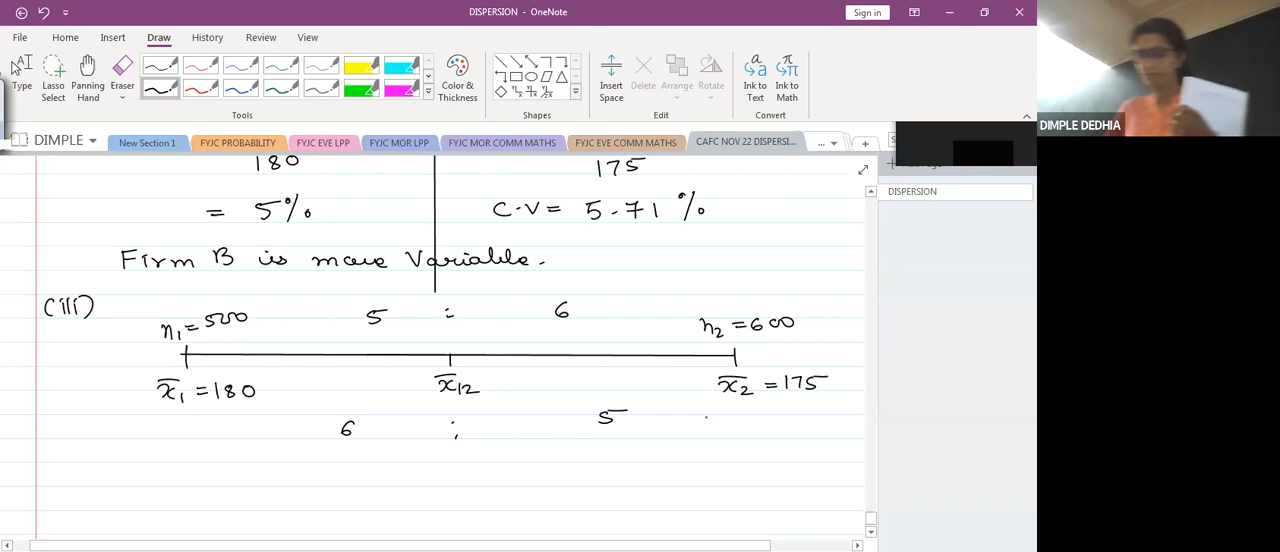 DISPERSION - OneNote
Sign in
File Home Insert Draw History Review View
Type Lasso Select Panning Hand Eraser Color & Thickness Insert Space Delete Arrange Rotate Ink to Text Ink to Math
Tools Shapes Edit Convert
DIMPLE DEDHIA
DIMPLE New Section 1 FYJC PROBABILITY FYJC EVE LPP FYJC MOR LPP FYJC MOR COMM MATHS FYJC EVE COMM MATHS CAFC NOV 22 DISPERSI...
DISPERSION
180 175
= 5% C.V = 5.71 %
Firm B is more Variable.
(iii) n₁ = 500 5 : 6 n₂ = 600
x̄₁ = 180 x̄₁₂ x̄₂ = 175
6 : 5